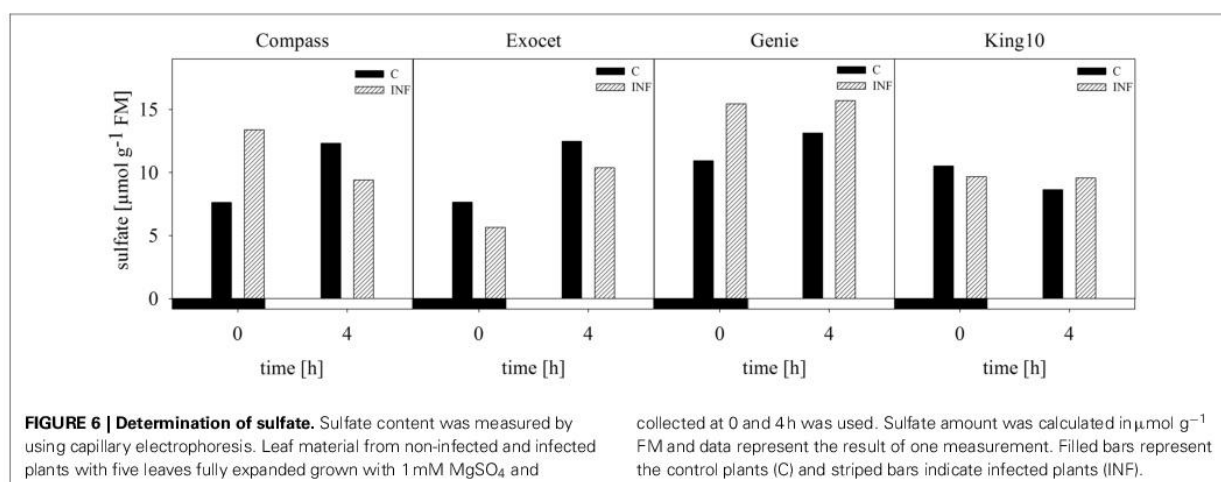 Compass Exocet Genie King10
C C C C
INF INF INF INF
15
10
5
0
sulfate [µmol g⁻¹ FM]
0 4 0 4 0 4 0 4
time [h] time [h] time [h] time [h]
FIGURE 6 | Determination of sulfate. Sulfate content was measured by
using capillary electrophoresis. Leaf material from non-infected and infected
plants with five leaves fully expanded grown with 1 mM MgSO₄ and
collected at 0 and 4 h was used. Sulfate amount was calculated in µmol g⁻¹
FM and data represent the result of one measurement. Filled bars represent
the control plants (C) and striped bars indicate infected plants (INF).